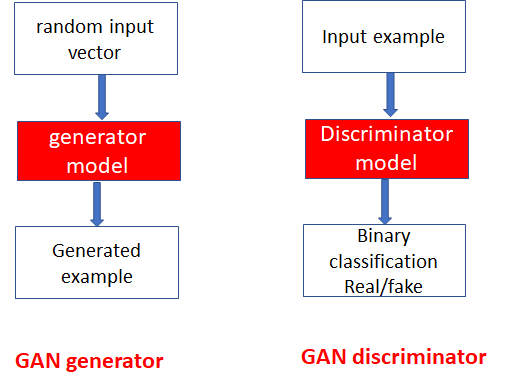 random input
vector
generator
model
Generated
example
GAN generator
Input example
Discriminator
model
Binary
classification
Real/fake
GAN discriminator